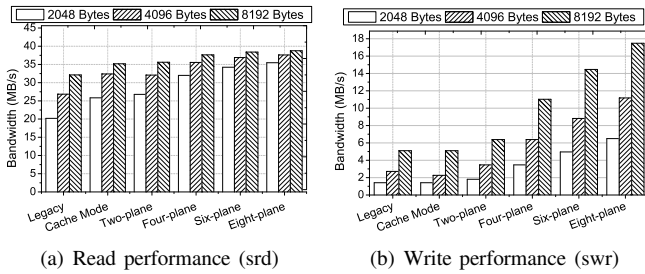 2048 Bytes 4096 Bytes 8192 Bytes
45
40
35
30
25
20
15
10
5
0
Bandwidth (MB/s)
Legacy
Cache Mode
Two-plane
Four-plane
Six-plane
Eight-plane
(a) Read performance (srd)
2048 Bytes 4096 Bytes 8192 Bytes
18
16
14
12
10
8
6
4
2
0
Bandwidth (MB/s)
Legacy
Cache Mode
Two-plane
Four-plane
Six-plane
Eight-plane
(b) Write performance (swr)